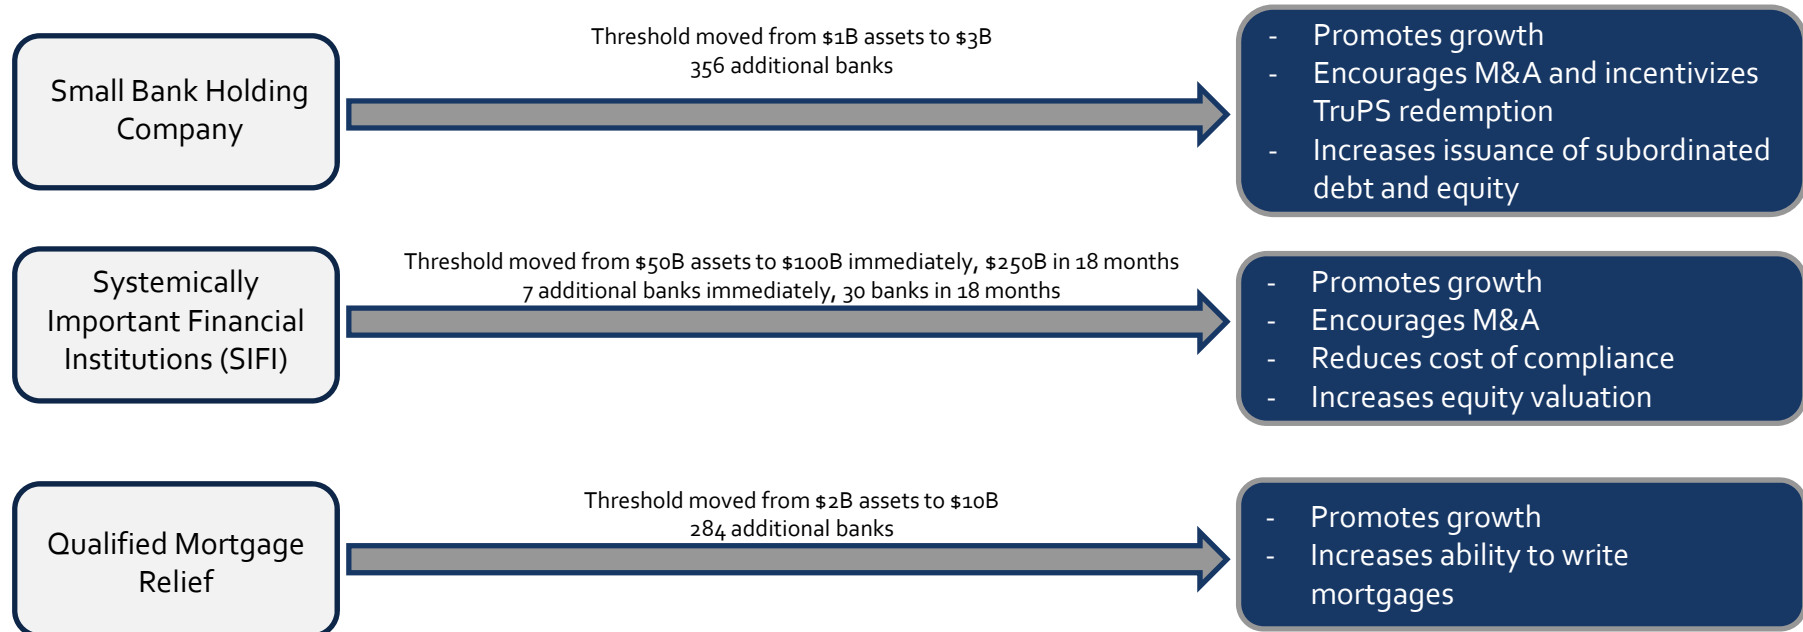 Small Bank Holding
Company
Threshold moved from $1B assets to $3B
356 additional banks
- Promotes growth
- Encourages M&A and incentivizes
TruPS redemption
- Increases issuance of subordinated
debt and equity
Systemically
Important Financial
Institutions (SIFI)
Threshold moved from $50B assets to $100B immediately, $250B in 18 months
7 additional banks immediately, 30 banks in 18 months
- Promotes growth
- Encourages M&A
- Reduces cost of compliance
- Increases equity valuation
Qualified Mortgage
Relief
Threshold moved from $2B assets to $10B
284 additional banks
- Promotes growth
- Increases ability to write
mortgages